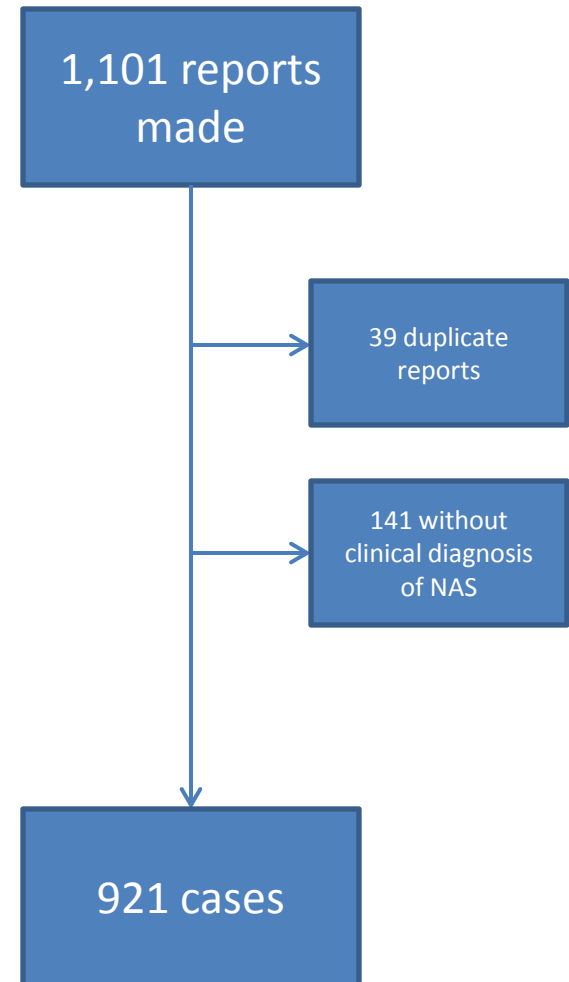 1,101 reports
made
39 duplicate
reports
141 without
clinical diagnosis
of NAS
921 cases